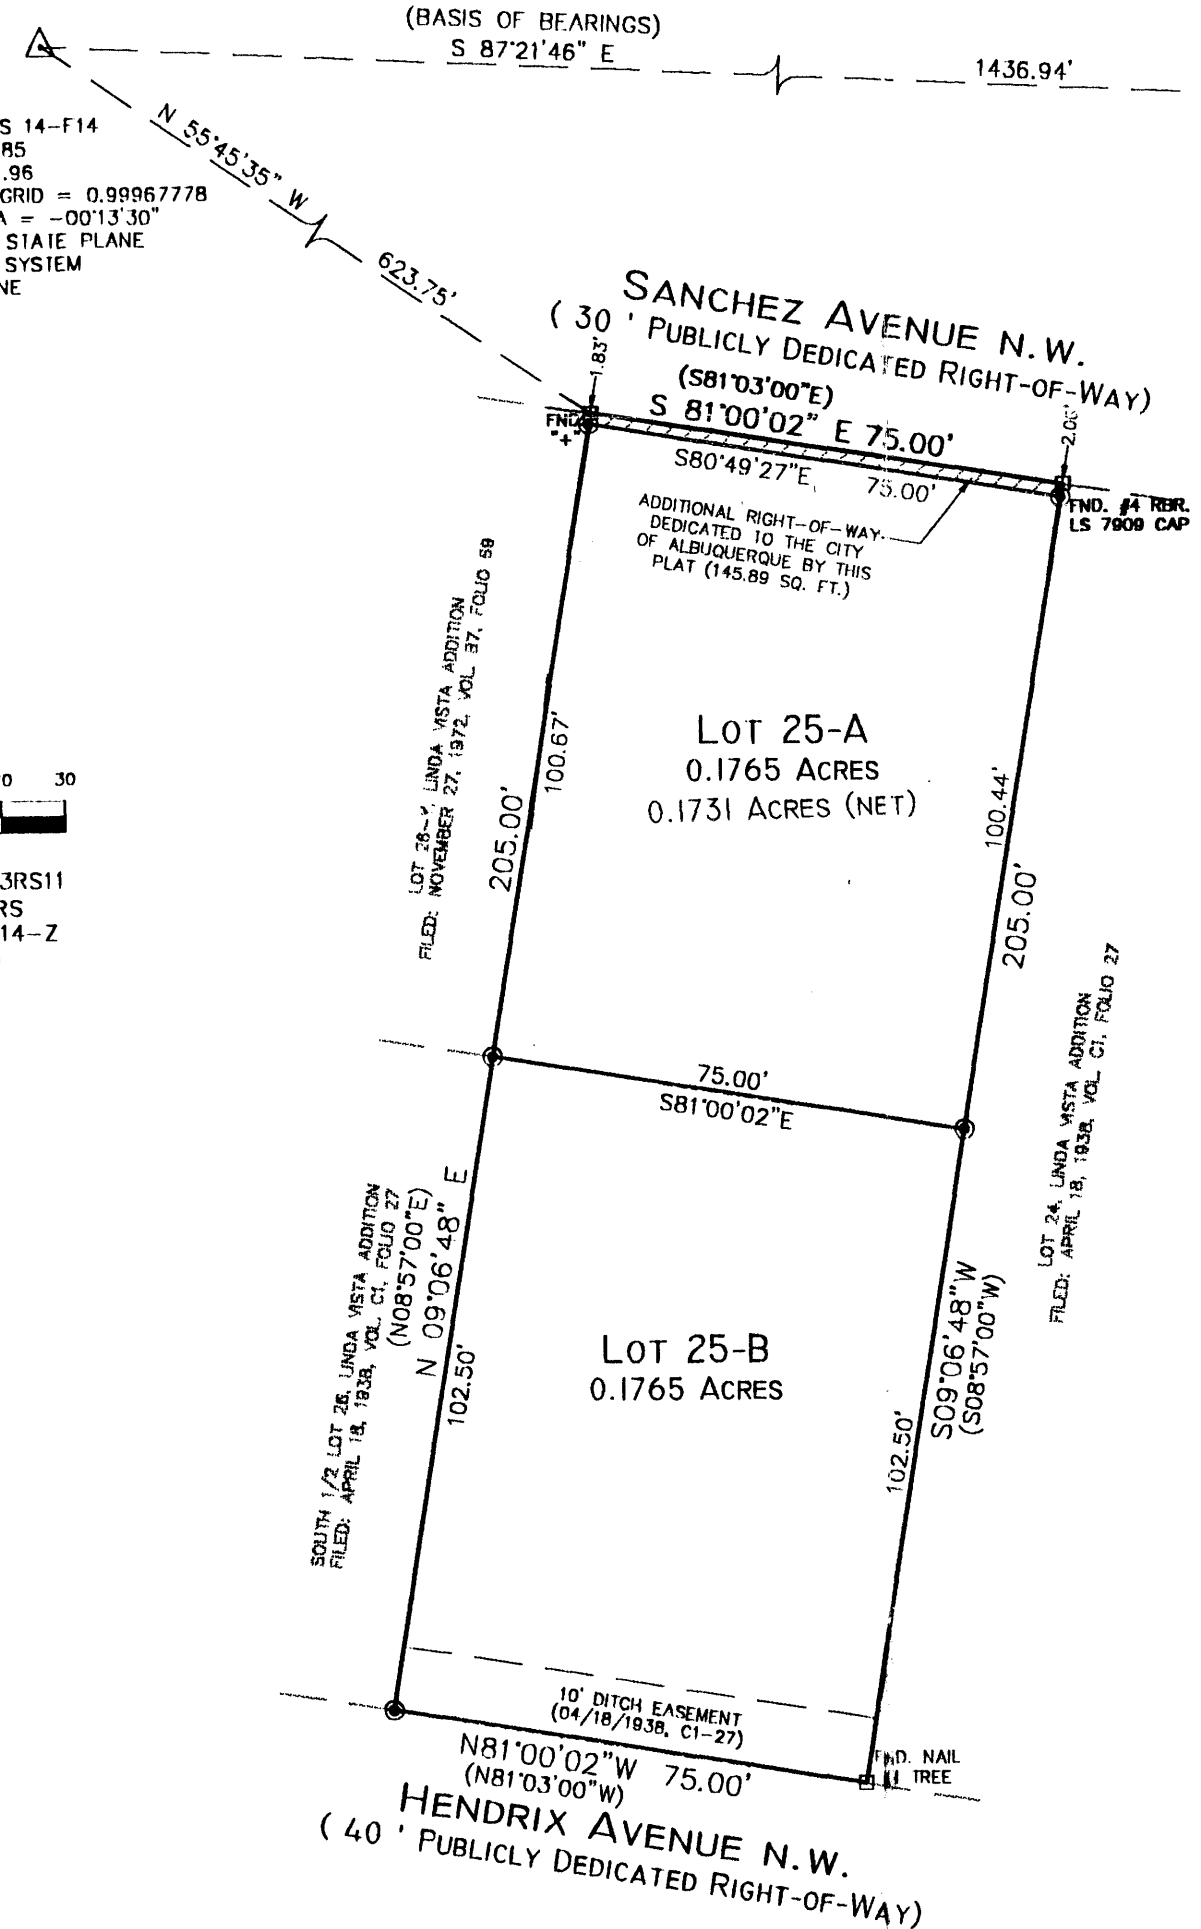 (BASIS OF BEARINGS)
S 87°21'46" E
1436.94'
N 55°45'35" W
623.75'
S 14-F14
85
.96
GRID = 0.99967778
A = -00°13'30"
STATE PLANE
SYSTEM
NE
SANCHEZ AVENUE N.W.
( 30 ' PUBLICLY DEDICATED RIGHT-OF-WAY)
1.83'
(S81°03'00"E)
S 81°00'02" E 75.00'
FND
"+"
S80°49'27"E 75.00'
FND. #4 RBR.
LS 7909 CAP
ADDITIONAL RIGHT-OF-WAY
DEDICATED TO THE CITY
OF ALBUQUERQUE BY THIS
PLAT (145.89 SQ. FT.)
LOT 26-
, LINDA VISTA ADDITION
FILED: NOVEMBER 27, 1972, VOL. B7, FOLIO 59
100.67'
205.00'
LOT 25-A
0.1765 ACRES
0.1731 ACRES (NET)
100.44'
205.00'
30
3RS11
RS
14-Z
LOT 24, LINDA VISTA ADDITION
FILED: APRIL 18, 1938, VOL. C1, FOLIO 27
75.00'
S81°00'02"E
SOUTH 1/2 LOT 26, LINDA VISTA ADDITION
FILED: APRIL 18, 1938, VOL. C1, FOLIO 27
(N08°57'00"E)
N 09°06'48" E
102.50'
LOT 25-B
0.1765 ACRES
S09°06'48"W
(S08°57'00"W)
102.50'
10' DITCH EASEMENT
(04/18/1938, C1-27)
N81°00'02"W 75.00'
(N81°03'00"W)
FND. NAIL
TREE
HENDRIX AVENUE N.W.
( 40 ' PUBLICLY DEDICATED RIGHT-OF-WAY)